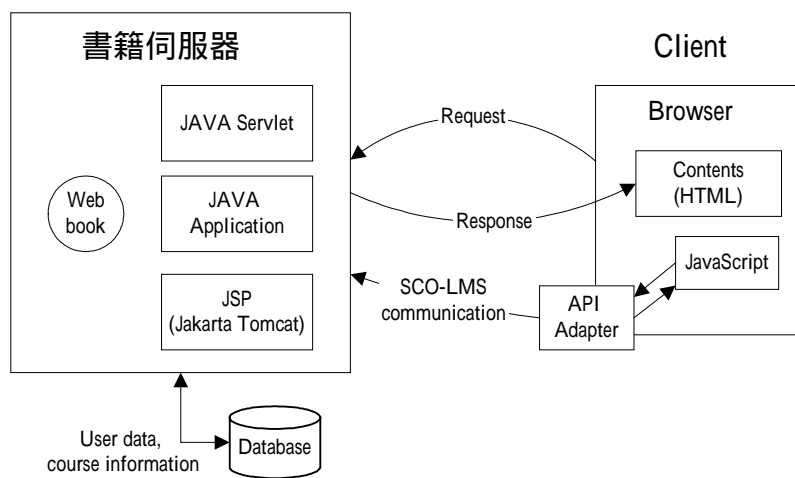 書籍伺服器
JAVA Servlet
Web
book
JAVA
Application
JSP
(Jakarta Tomcat)
User data,
course information
Database
Request
Response
SCO-LMS
communication
Client
Browser
Contents
(HTML)
JavaScript
API
Adapter